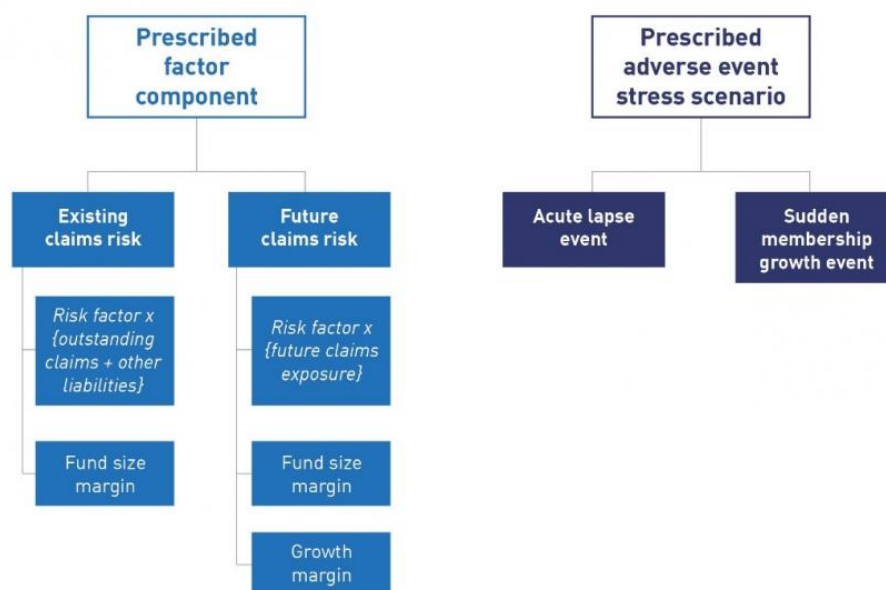 Prescribed
factor
component
Existing
claims risk
Risk factor x
{outstanding
claims + other
liabilities}
Fund size
margin
Future
claims risk
Risk factor x
{future claims
exposure}
Fund size
margin
Growth
margin
Prescribed
adverse event
stress scenario
Acute lapse
event
Sudden
membership
growth event